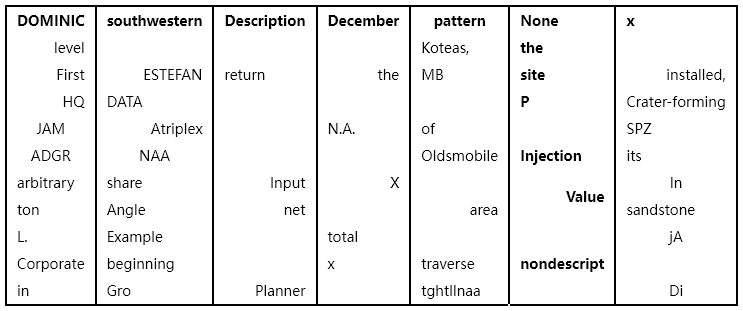 DOMINIC southwestern Description December pattern None x
level Koteas, the
First ESTEFAN return the MB site installed,
HQ DATA P Crater-forming
JAM Atriplex N.A. of SPZ
ADGR NAA Oldsmobile Injection its
arbitrary share Input X In
Value
ton Angle net area sandstone
L. Example total jA
Corporate beginning x traverse nondescript
in Gro Planner tghtllnaa Di